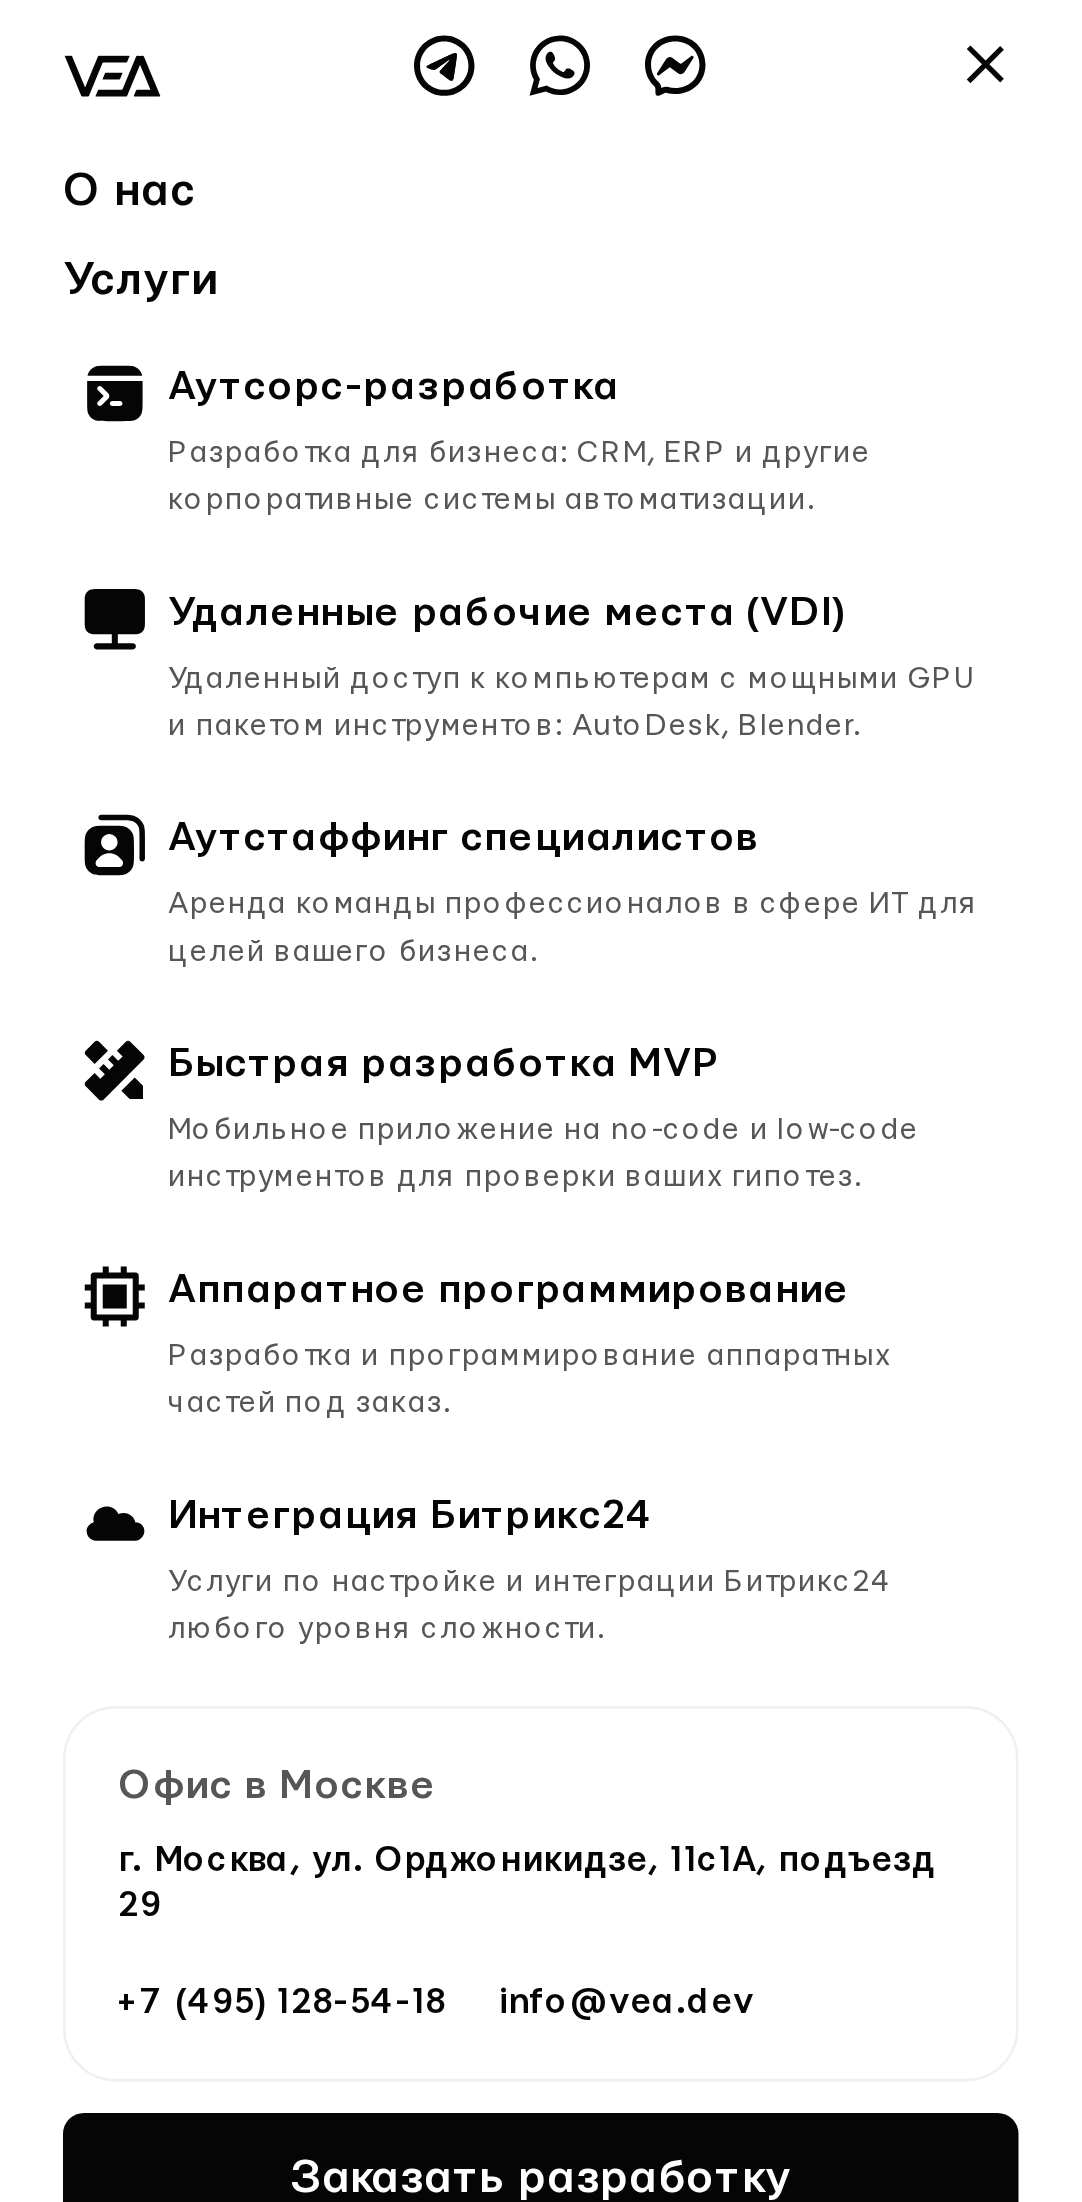 VEA
О нас
Услуги
Аутсорс-разработка
Разработка для бизнеса: CRM, ERP и другие
корпоративные системы автоматизации.
Удаленные рабочие места (VDI)
Удаленный доступ к компьютерам с мощными GPU
и пакетом инструментов: AutoDesk, Blender.
Аутстаффинг специалистов
Аренда команды профессионалов в сфере ИТ для
целей вашего бизнеса.
Быстрая разработка MVP
Мобильное приложение на no-code и low-code
инструментов для проверки ваших гипотез.
Аппаратное программирование
Разработка и программирование аппаратных
частей под заказ.
Интеграция Битрикс24
Услуги по настройке и интеграции Битрикс24
любого уровня сложности.
Офис в Москве
г. Москва, ул. Орджоникидзе, 11с1А, подъезд
29
+7 (495) 128-54-18 info@vea.dev
Заказать разработку